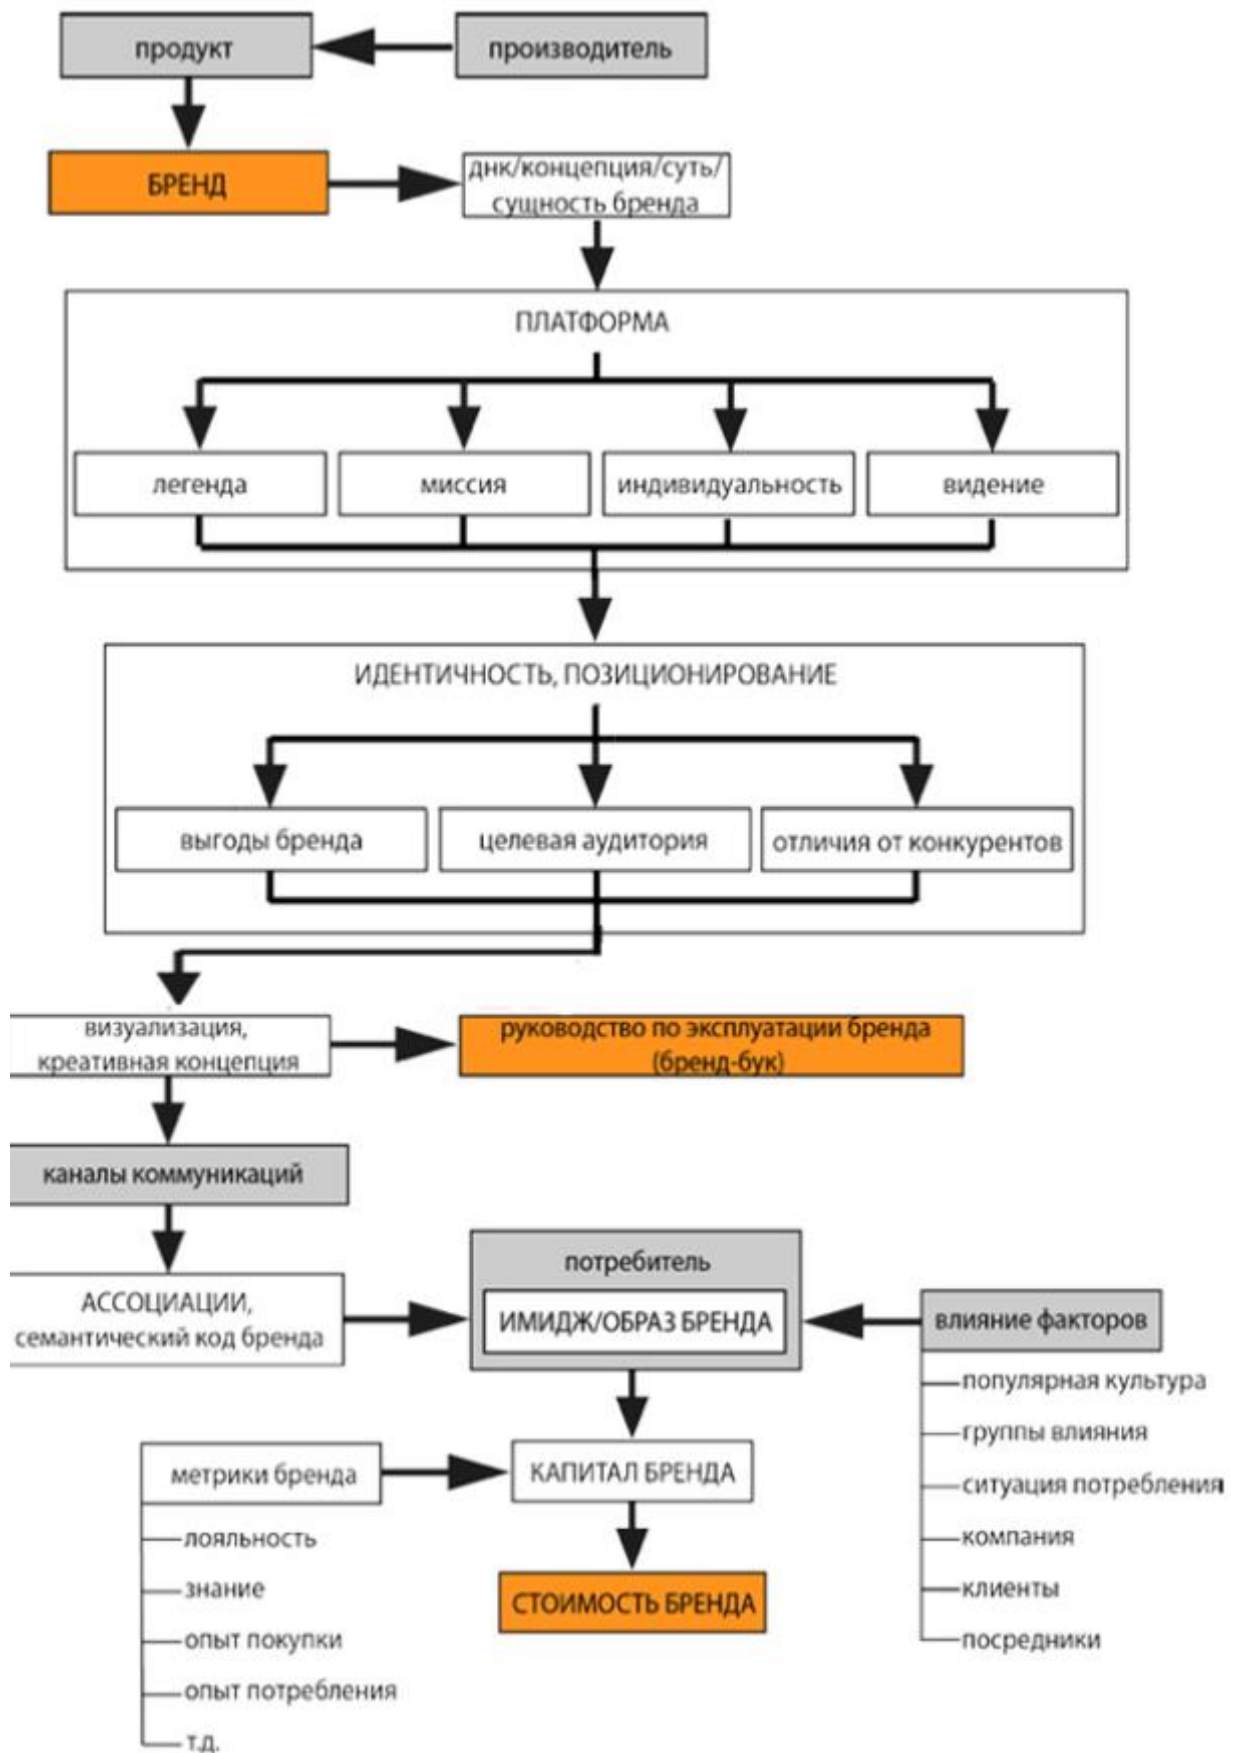 продукт
производитель
БРЕНД
днк/концепция/суть/
сущность бренда
ПЛАТФОРМА
легенда
миссия
индивидуальность
видение
ИДЕНТИЧНОСТЬ, ПОЗИЦИОНИРОВАНИЕ
выгоды бренда
целевая аудитория
отличия от конкурентов
визуализация,
креативная концепция
руководство по эксплуатации бренда
(бренд-бук)
каналы коммуникаций
АССОЦИАЦИИ,
семантический код бренда
потребитель
ИМИДЖ/ОБРАЗ БРЕНДА
влияние факторов
популярная культура
группы влияния
ситуация потребления
компания
клиенты
посредники
метрики бренда
КАПИТАЛ БРЕНДА
лояльность
знание
опыт покупки
опыт потребления
т.д.
СТОИМОСТЬ БРЕНДА